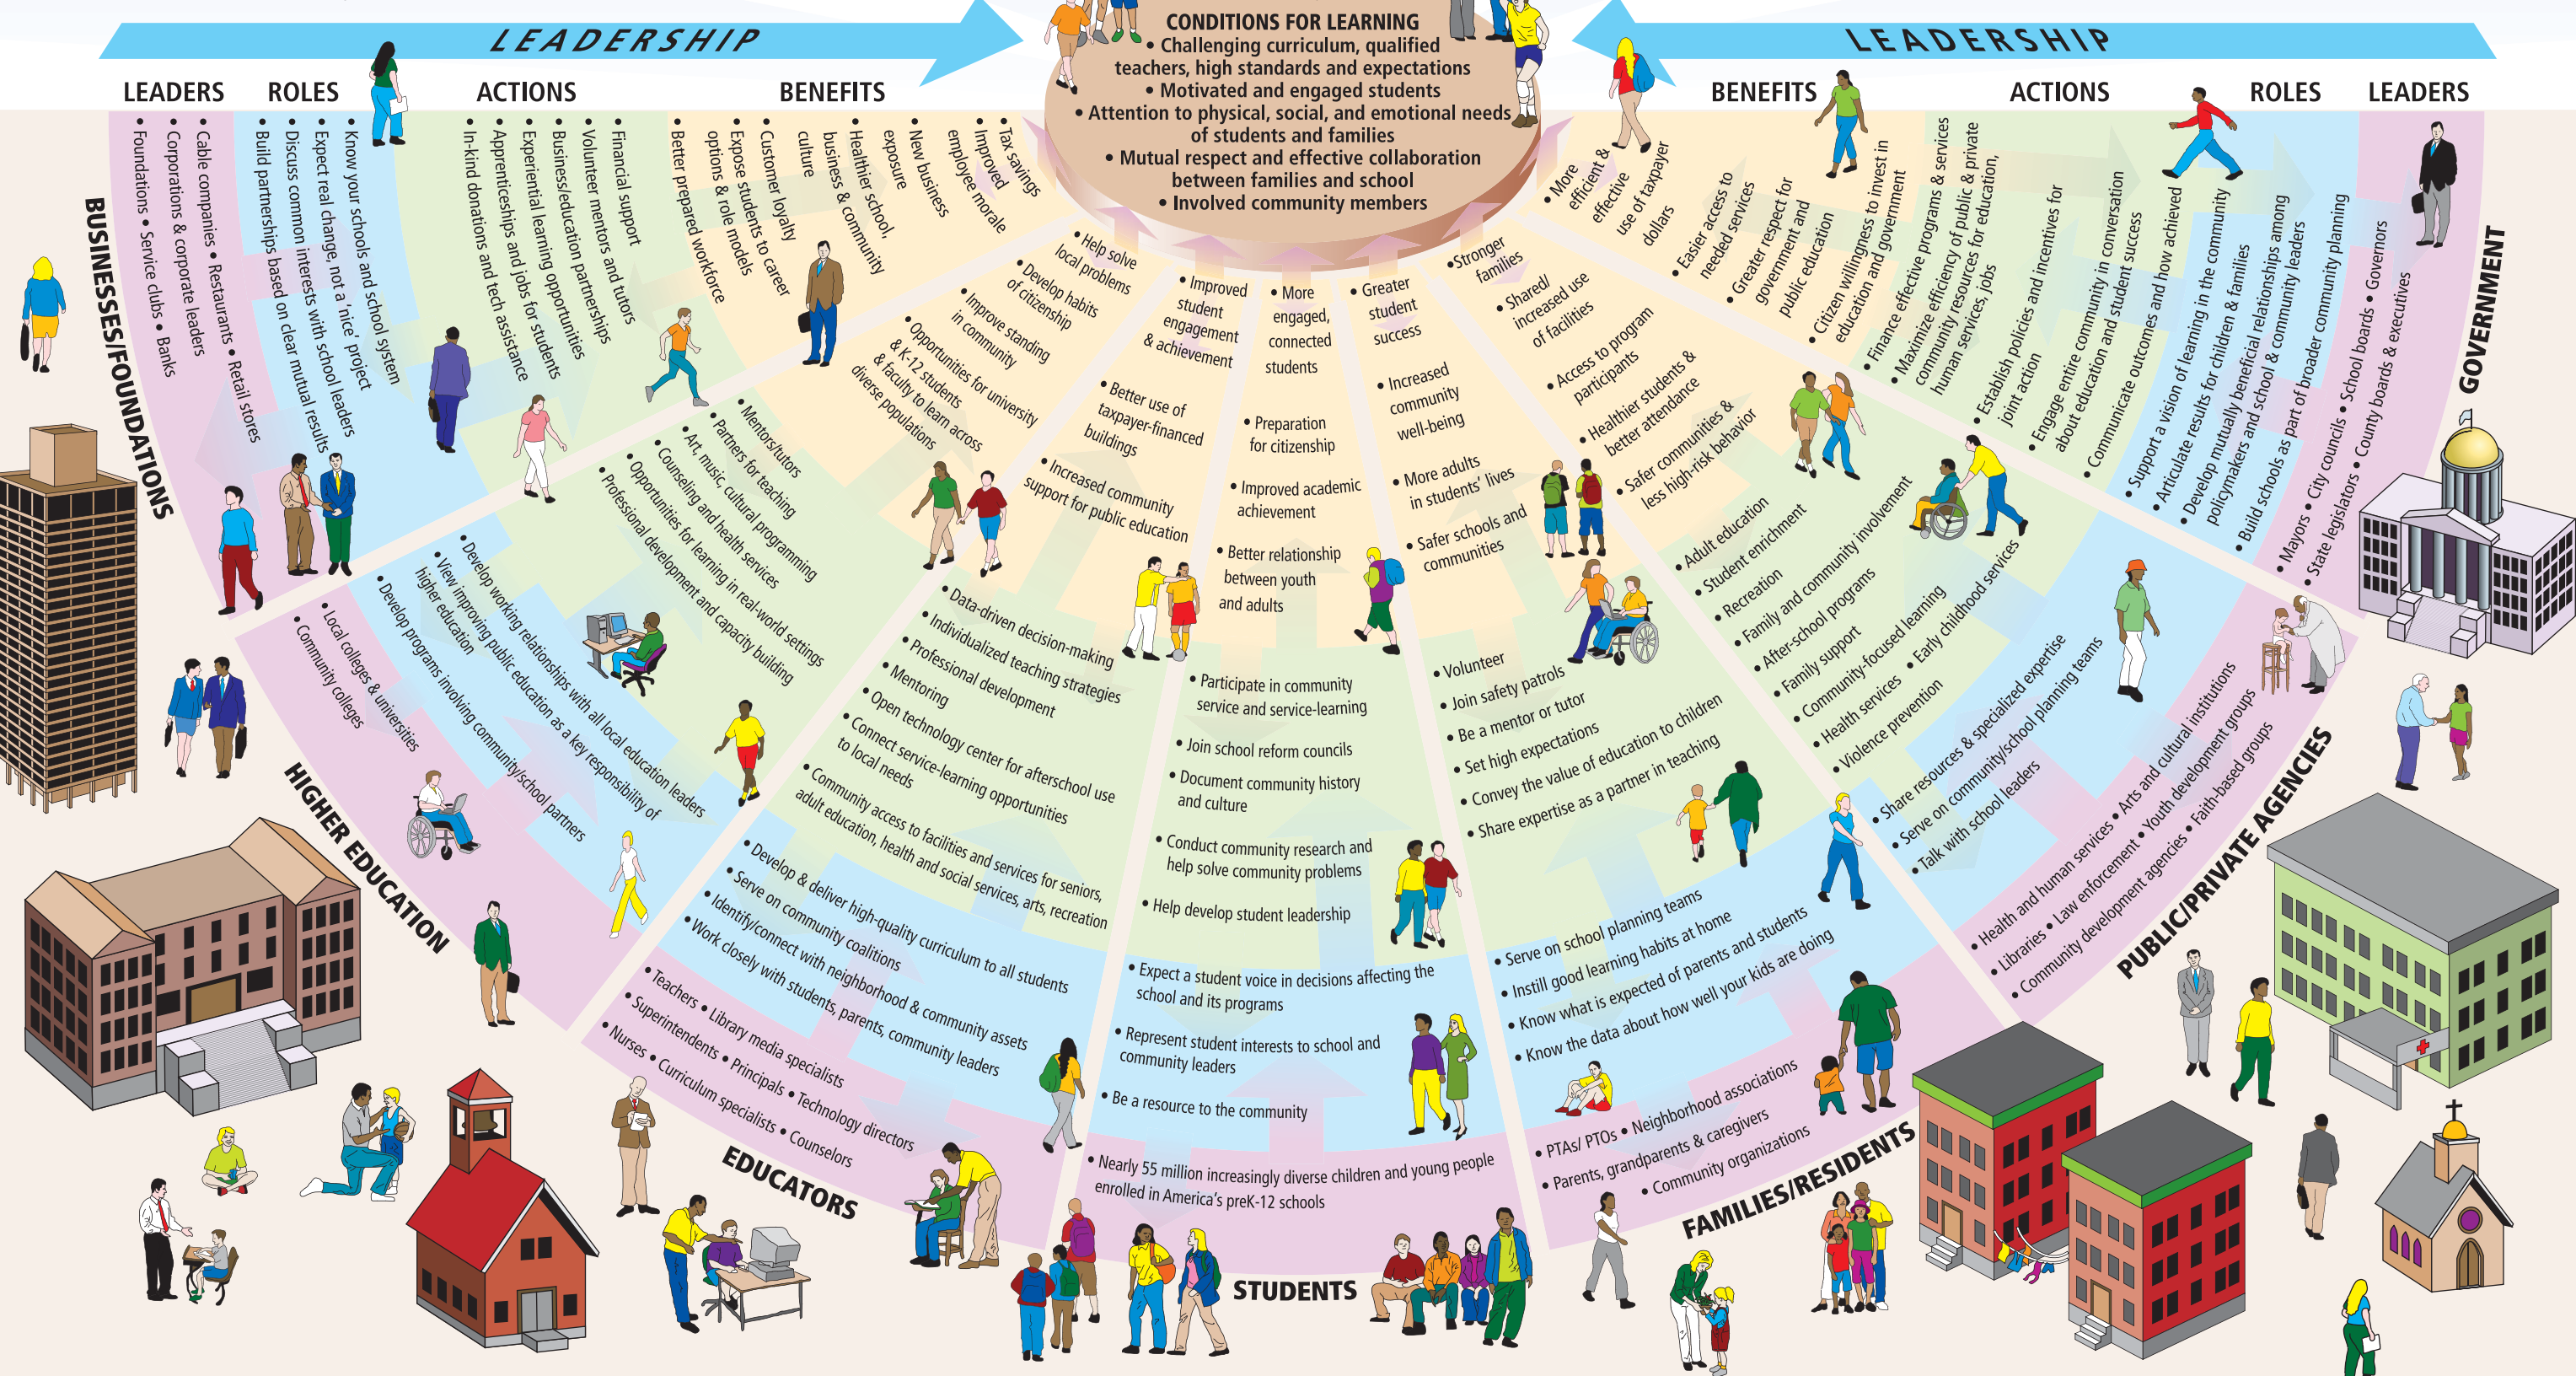 LEADERSHIP
CONDITIONS FOR LEARNING
• Challenging curriculum, qualified
teachers, high standards and expectations
• Motivated and engaged students
• Attention to physical, social, and emotional needs
of students and families
• Mutual respect and effective collaboration
between families and school
• Involved community members
LEADERSHIP
LEADERS
ROLES
ACTIONS
BENEFITS
BENEFITS
ACTIONS
ROLES
LEADERS
BUSINESSES/FOUNDATIONS
• Cable companies • Restaurants • Retail stores
• Corporations & corporate leaders
• Foundations • Service clubs • Banks
• Know your schools and school system
• Expect real change, not a 'nice' project
• Discuss common interests with school leaders
• Build partnerships based on clear mutual results
• Financial support
• Volunteer mentors and tutors
• Business/education partnerships
• Experiential learning opportunities
• Apprenticeships and jobs for students
• In-kind donations and tech assistance
• Tax savings
• Improved
employee morale
• New business
exposure
• Healthier school,
business & community
culture
• Customer loyalty
• Expose students to career
options & role models
• Better prepared workforce
HIGHER EDUCATION
• Local colleges & universities
• Community colleges
• Develop working relationships with all local education leaders
• View improving public education as a key responsibility of
higher education
• Develop programs involving community/school partners
• Mentors/tutors
• Partners for teaching
• Art, music, cultural programming
• Counseling and health services
• Opportunities for learning in real-world settings
• Professional development and capacity building
• Help solve
local problems
• Develop habits
of citizenship
• Improve standing
in community
• Opportunities for university
& K-12 students
& faculty to learn across
diverse populations
EDUCATORS
• Teachers • Library media specialists
• Superintendents • Principals • Technology directors
• Nurses • Curriculum specialists • Counselors
• Develop & deliver high-quality curriculum to all students
• Serve on community coalitions
• Identify/connect with neighborhood & community assets
• Work closely with students, parents, community leaders
• Data-driven decision-making
• Individualized teaching strategies
• Professional development
• Mentoring
• Open technology center for afterschool use
• Connect service-learning opportunities
to local needs
• Community access to facilities and services for seniors,
adult education, health and social services, arts, recreation
• Improved
student
engagement
& achievement
• Better use of
taxpayer-financed
buildings
• Increased community
support for public education
STUDENTS
• Nearly 55 million increasingly diverse children and young people
enrolled in America's preK-12 schools
• Expect a student voice in decisions affecting the
school and its programs
• Represent student interests to school and
community leaders
• Be a resource to the community
• Participate in community
service and service-learning
• Join school reform councils
• Document community history
and culture
• Conduct community research and
help solve community problems
• Help develop student leadership
• More
engaged,
connected
students
• Preparation
for citizenship
• Improved academic
achievement
• Better relationship
between youth
and adults
FAMILIES/RESIDENTS
• PTAs/ PTOs • Neighborhood associations
• Parents, grandparents & caregivers
• Community organizations
• Serve on school planning teams
• Instill good learning habits at home
• Know what is expected of parents and students
• Know the data about how well your kids are doing
• Volunteer
• Join safety patrols
• Be a mentor or tutor
• Set high expectations
• Convey the value of education to children
• Share expertise as a partner in teaching
• Greater
student
success
• Increased
community
well-being
• More adults
in students' lives
• Safer schools and
communities
PUBLIC/PRIVATE AGENCIES
• Health and human services • Arts and cultural institutions
• Libraries • Law enforcement • Youth development groups
• Community development agencies • Faith-based groups
• Share resources & specialized expertise
• Serve on community/school planning teams
• Talk with school leaders
• Adult education
• Student enrichment
• Recreation
• Family and community involvement
• After-school programs
• Family support
• Community-focused learning
• Health services • Early childhood services
• Violence prevention
•Stronger
families
• Shared/
increased use
of facilities
• Access to program
participants
• Healthier students &
better attendance
• Safer communities &
less high-risk behavior
GOVERNMENT
• Mayors • City councils • School boards • Governors
• State legislators • County boards & executives
• Support a vision of learning in the community
• Articulate results for children & families
• Develop mutually beneficial relationships among
policymakers and school & community leaders
• Build schools as part of broader community planning
• Finance effective programs & services
• Maximize efficiency of public & private
community resources for education,
human services, jobs
• Establish policies and incentives for
joint action
• Engage entire community in conversation
about education and student success
• Communicate outcomes and how achieved
• More
efficient &
effective
use of taxpayer
dollars
• Easier access to
needed services
• Greater respect for
government and
public education
• Citizen willingness to invest in
education and government